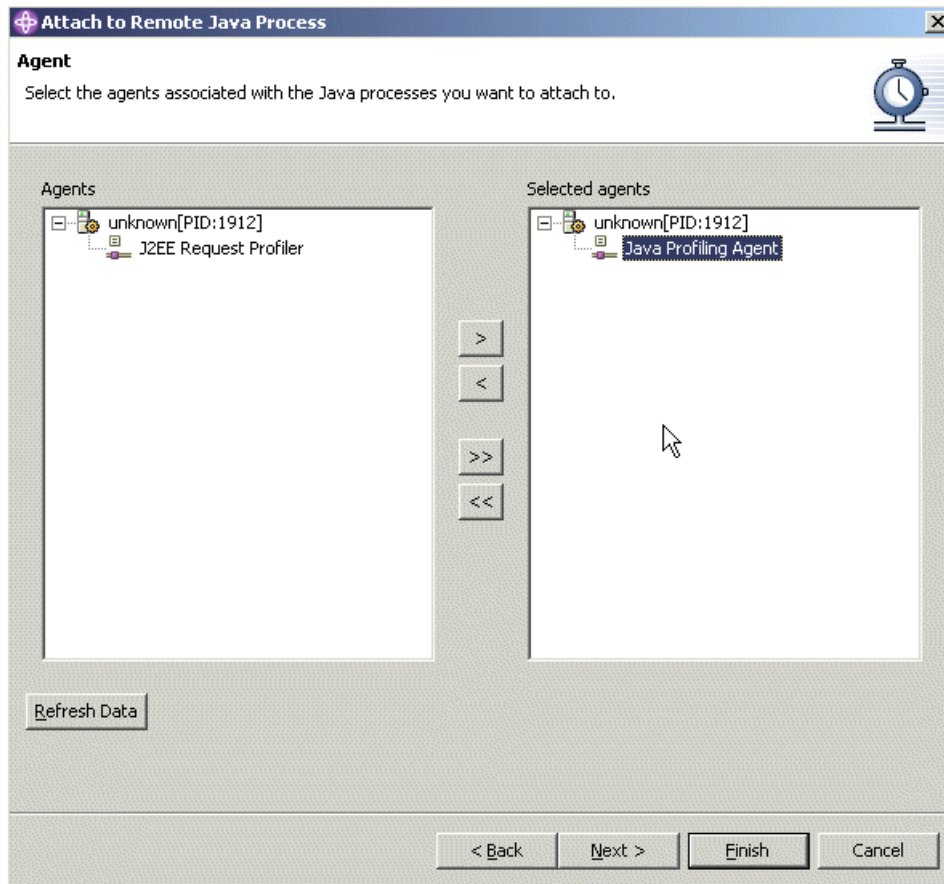 Attach to Remote Java Process
Agent
Select the agents associated with the Java processes you want to attach to.
Agents
Selected agents
unknown[PID:1912]
J2EE Request Profiler
unknown[PID:1912]
Java Profiling Agent
>
<
>>
<<
Refresh Data
< Back
Next >
Finish
Cancel